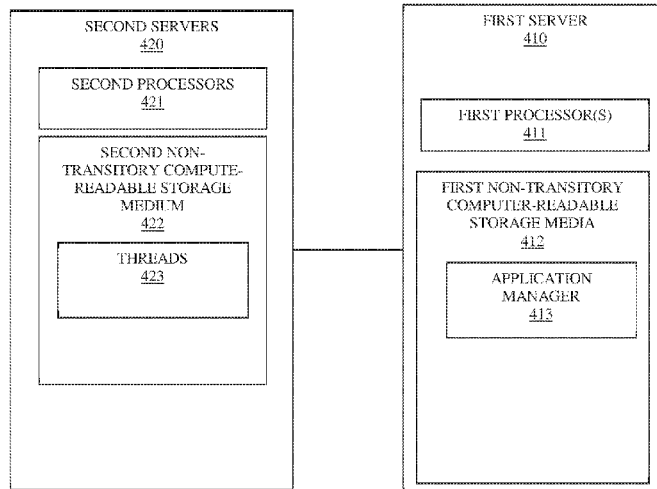 SECOND SERVERS
420
SECOND PROCESSORS
421
SECOND NON-
TRANSITORY COMPUTE-
READABLE STORAGE
MEDIUM
422
THREADS
423
FIRST SERVER
410
FIRST PROCESSOR(S)
411
FIRST NON-TRANSITORY
COMPUTER-READABLE
STORAGE MEDIA
412
APPLICATION
MANAGER
413